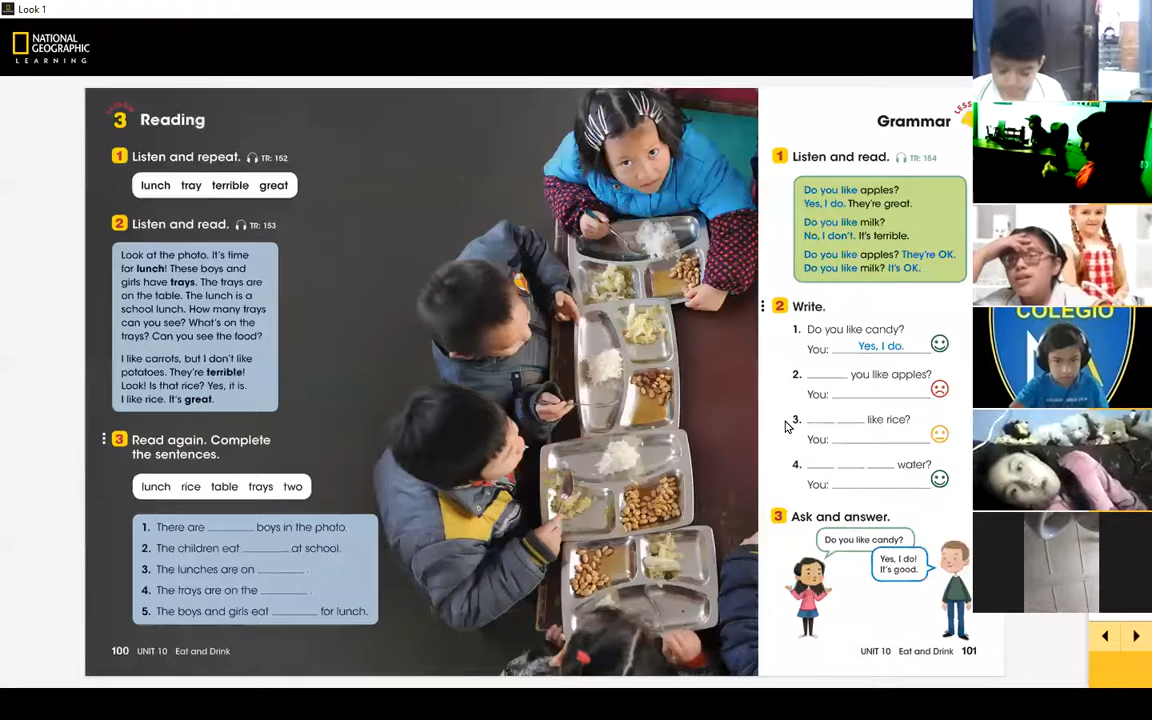 Look 1
NATIONAL
GEOGRAPHIC
LEARNING
LESSON
3 Reading
1 Listen and repeat. TR: 152
lunch tray terrible great
2 Listen and read. TR: 153
Look at the photo. It's time
for lunch! These boys and
girls have trays. The trays are
on the table. The lunch is a
school lunch. How many trays
can you see? What's on the
trays? Can you see the food?
I like carrots, but I don't like
potatoes. They're terrible!
Look! Is that rice? Yes, it is.
I like rice. It's great.
3 Read again. Complete
the sentences.
lunch rice table trays two
1. There are ________ boys in the photo.
2. The children eat ________ at school.
3. The lunches are on ________.
4. The trays are on the ________.
5. The boys and girls eat ________ for lunch.
100 UNIT 10 Eat and Drink
Grammar
1 Listen and read. TR: 154
Do you like apples?
Yes, I do. They're great.
Do you like milk?
No, I don't. It's terrible.
Do you like apples? They're OK.
Do you like milk? It's OK.
2 Write.
1. Do you like candy?
You: Yes, I do.
2. ________ you like apples?
You: ________
3. _____ _____ like rice?
You: ________
4. _____ _____ _____ water?
You: ________
3 Ask and answer.
Do you like candy?
Yes, I do!
It's good.
UNIT 10 Eat and Drink 101
COLEGIO